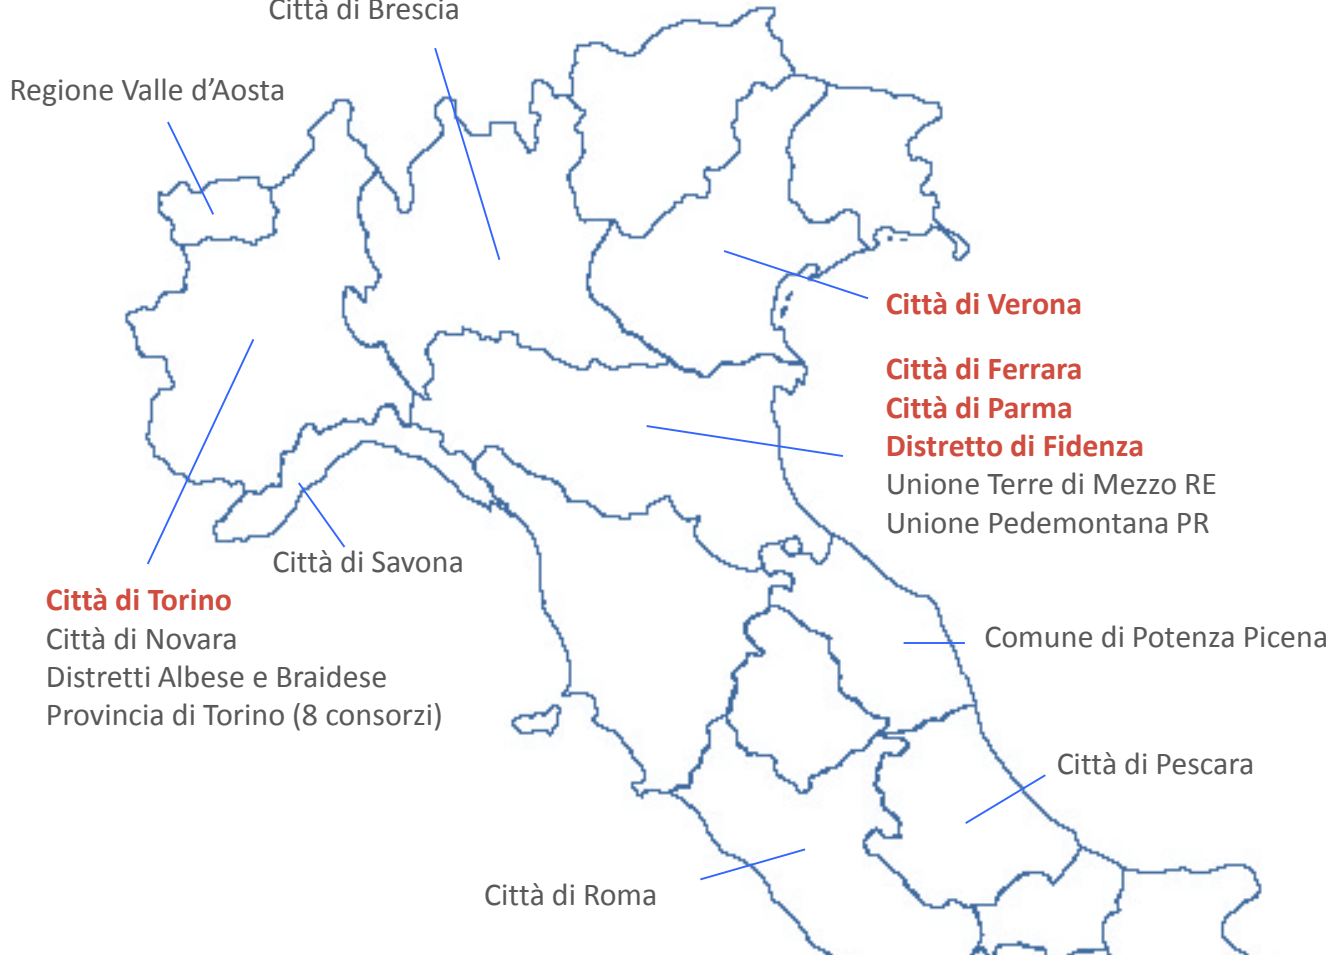 Città di Brescia
Regione Valle d'Aosta
Città di Verona
Città di Ferrara
Città di Parma
Distretto di Fidenza
Unione Terre di Mezzo RE
Unione Pedemontana PR
Città di Savona
Città di Torino
Città di Novara
Distretti Albese e Braidese
Provincia di Torino (8 consorzi)
Comune di Potenza Picena
Città di Pescara
Città di Roma